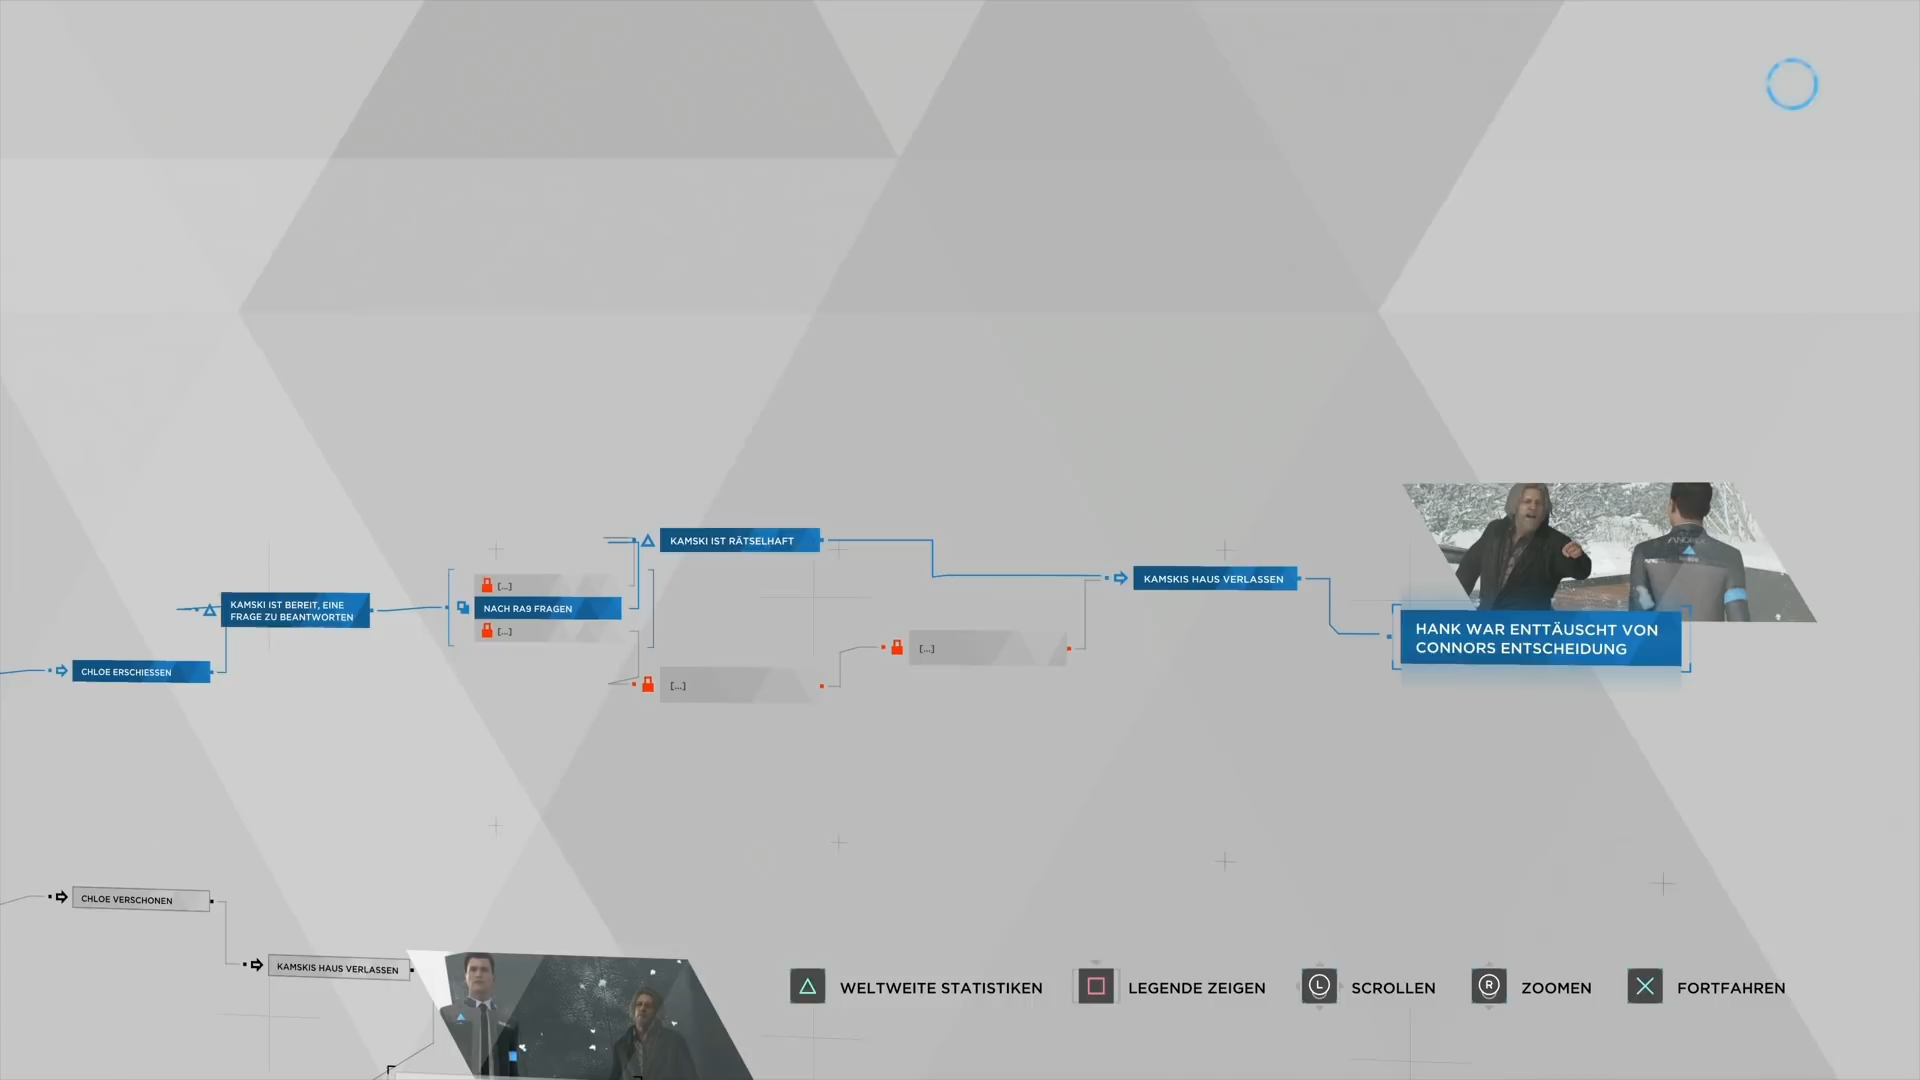 KAMSKI IST RÄTSELHAFT
KAMSKIS HAUS VERLASSEN
[...]
KAMSKI IST BEREIT, EINE
FRAGE ZU BEANTWORTEN
NACH RA9 FRAGEN
[...]
HANK WAR ENTTÄUSCHT VON
CONNORS ENTSCHEIDUNG
[...]
CHLOE ERSCHIESSEN
[...]
CHLOE VERSCHONEN
KAMSKIS HAUS VERLASSEN
WELTWEITE STATISTIKEN
LEGENDE ZEIGEN
L
SCROLLEN
R
ZOOMEN
FORTFAHREN